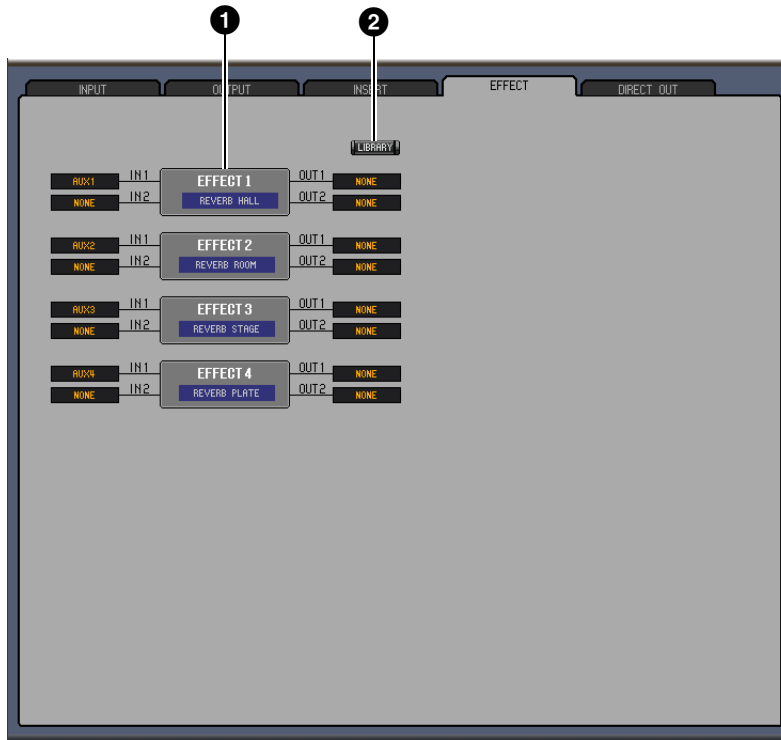 1 2
INPUT OUTPUT INSERT EFFECT DIRECT OUT
LIBRARY
AUX1 IN1 EFFECT 1 OUT1 NONE
NONE IN2 REVERB HALL OUT2 NONE
AUX2 IN1 EFFECT 2 OUT1 NONE
NONE IN2 REVERB ROOM OUT2 NONE
AUX3 IN1 EFFECT 3 OUT1 NONE
NONE IN2 REVERB STAGE OUT2 NONE
AUX4 IN1 EFFECT 4 OUT1 NONE
NONE IN2 REVERB PLATE OUT2 NONE